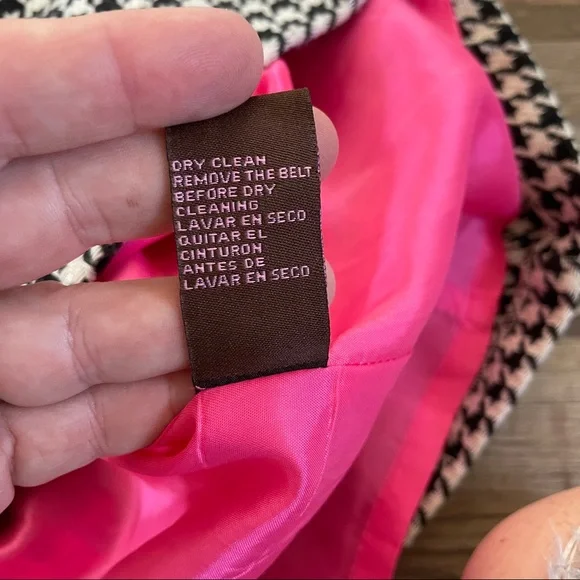 DRY CLEAN
REMOVE THE BELT
BEFORE DRY
CLEANING
LAVAR EN SECO
QUITAR EL
CINTURON
ANTES DE
LAVAR EN SECO